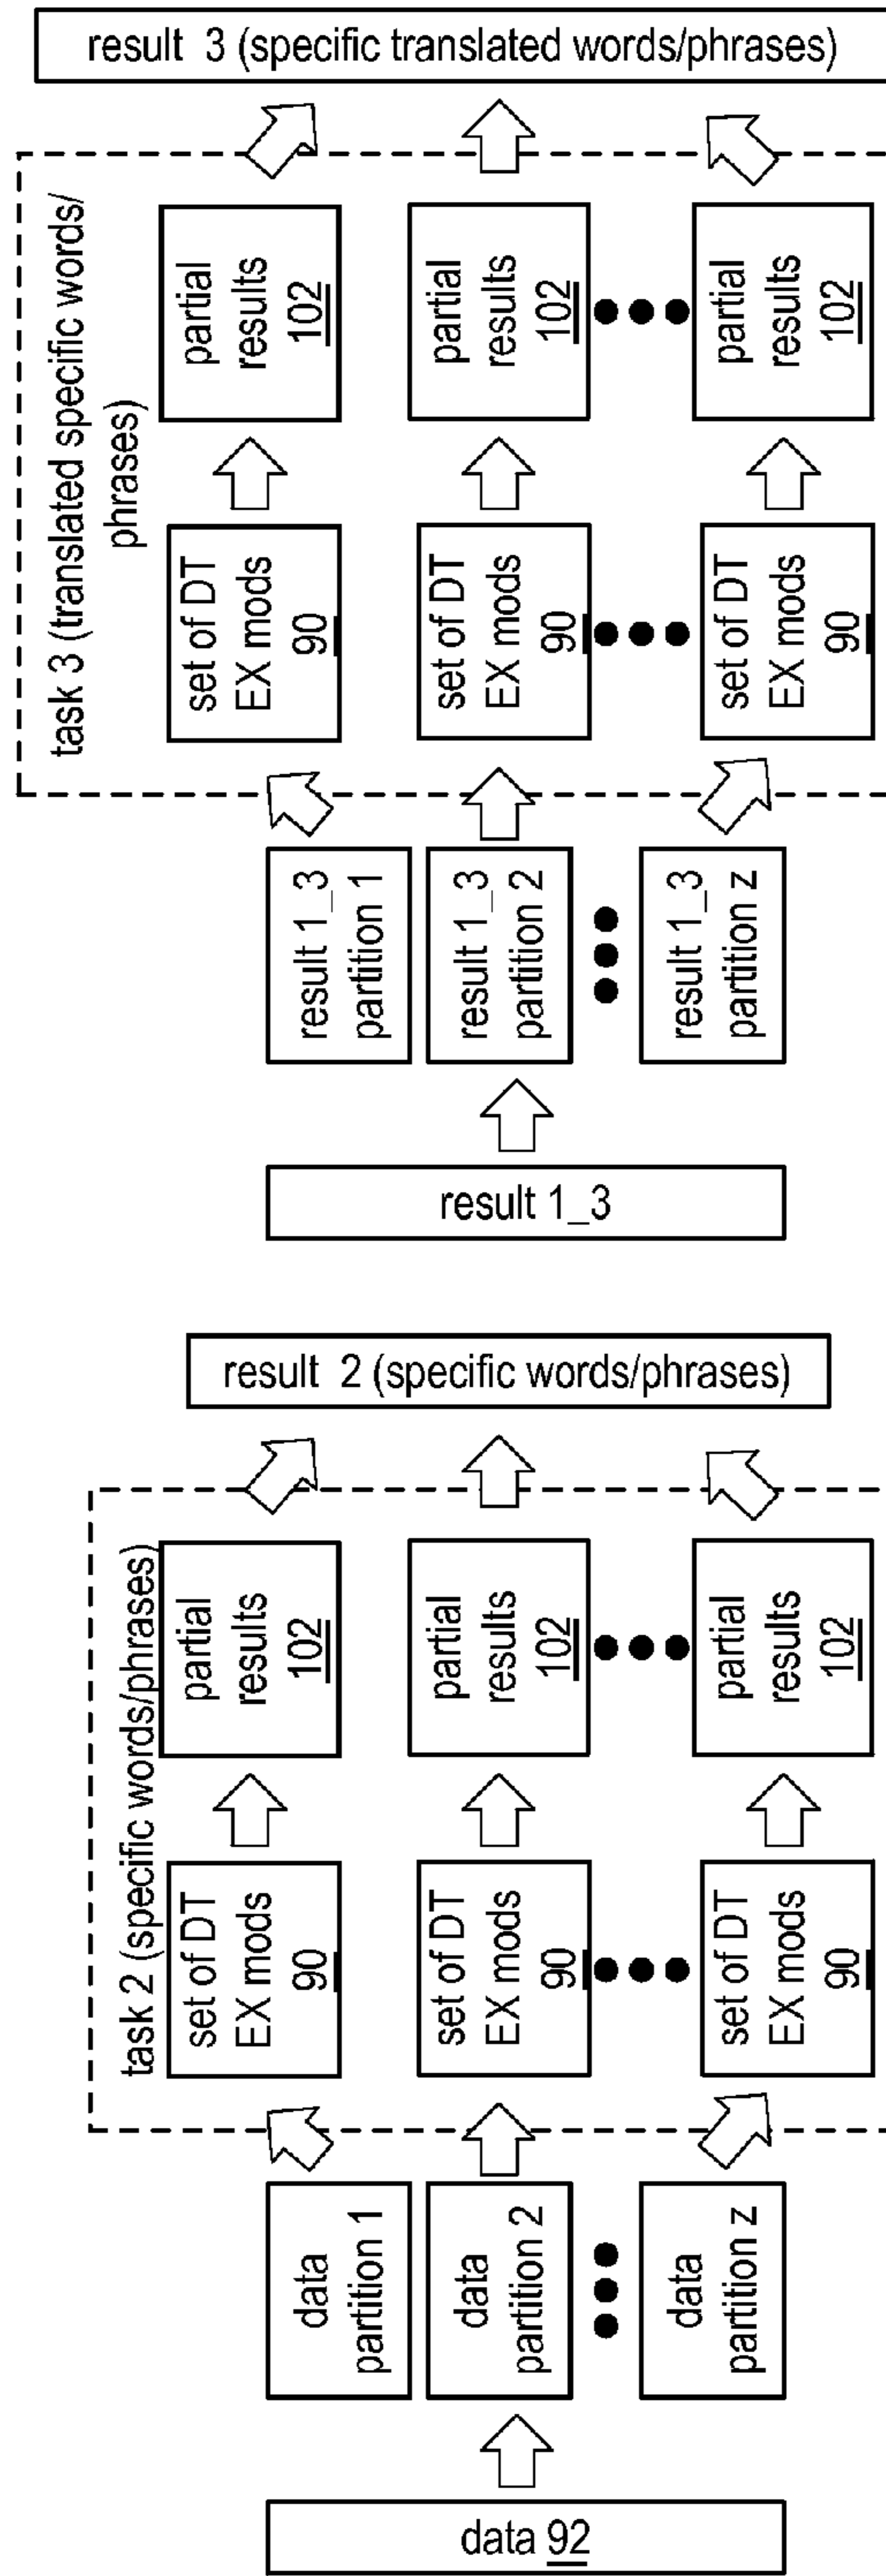 data 92
data
partition 1
data
partition 2
data
partition z
task 2 (specific words/phrases)
set of DT
EX mods
90
set of DT
EX mods
90
set of DT
EX mods
90
partial
results
102
partial
results
102
partial
results
102
result 2 (specific words/phrases)
result 1_3
result 1_3
partition 1
result 1_3
partition 2
result 1_3
partition z
task 3 (translated specific words/
phrases)
set of DT
EX mods
90
set of DT
EX mods
90
set of DT
EX mods
90
partial
results
102
partial
results
102
partial
results
102
result 3 (specific translated words/phrases)